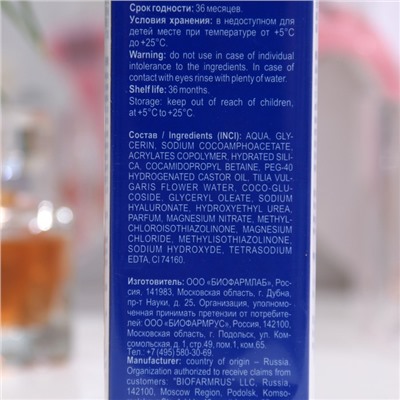 Срок годности: 36 месяцев.
Условия хранения: в недоступном для
детей месте при температуре от +5°C
до +25°C.
Warning: do not use in case of individual
intolerance to the ingredients. In case of
contact with eyes rinse with plenty of water.
Shelf life: 36 months.
Storage: keep out of reach of children,
at +5°C to +25°C.
Состав / Ingredients (INCI): AQUA, GLY-
CERIN, SODIUM COCOAMPHOACETATE,
ACRYLATES COPOLYMER, HYDRATED SILI-
CA, COCAMIDOPROPYL BETAINE, PEG-40
HYDROGENATED CASTOR OIL, TILIA VUL-
GARIS FLOWER WATER, COCO-GLUCO-
SIDE, GLYCERYL OLEATE, SODIUM
HYALURONATE, HYDROXYETHYL UREA,
PARFUM, MAGNESIUM NITRATE, METHYL-
CHLOROISOTHIAZOLINONE, MAGNESIUM
CHLORIDE, METHYLISOTHIAZOLINONE,
SODIUM HYDROXYDE, TETRASODIUM
EDTA, CI 74160.
Изготовитель: ООО «БИОФАРМЛАБ», Рос-
сия, 141983, Московская область, г. Дубна,
пр-т Науки, д. 25. Организация, уполномо-
ченная принимать претензии от потребите-
лей: ООО «БИОФАРМРУС», Россия, 142100,
Московская область, г. Подольск, ул. Ком-
сомольская, д. 1, стр. 49, пом.1, ком. 65.
Тел.: +7 (495) 580-30-69.
Manufacturer: country of origin – Russia.
Organization authorized to receive claims
from customers: "BIOFARMRUS" LLC,
142100, Russia, Moscow Region, Podolsk, Komso-